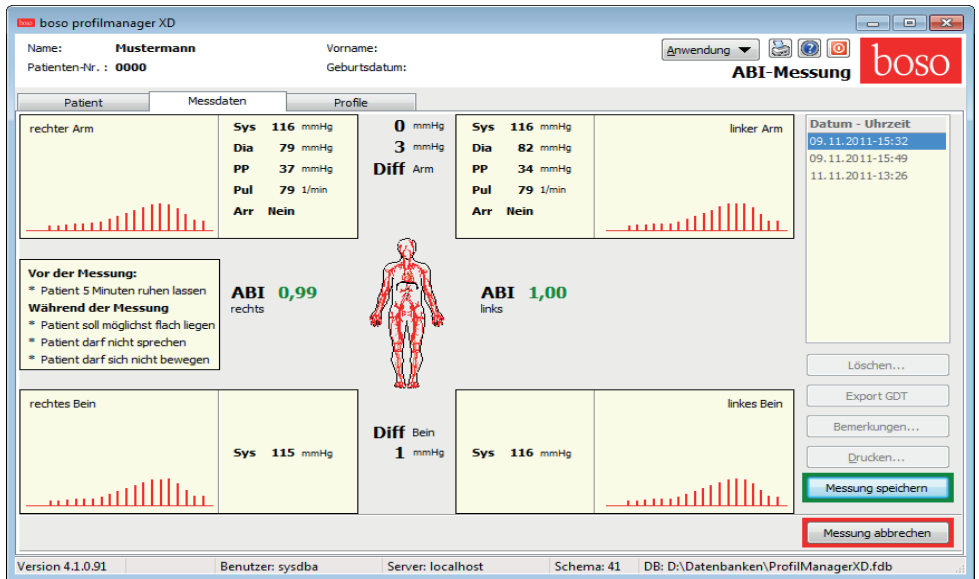 boso boso profilmanager XD
Name: Mustermann Vorname:
Patienten-Nr. : 0000 Geburtsdatum:
Anwendung
ABI-Messung
boso
Patient Messdaten Profile
rechter Arm
Sys 116 mmHg
Dia 79 mmHg
PP 37 mmHg
Pul 79 1/min
Arr Nein
0 mmHg
3 mmHg
Diff Arm
Sys 116 mmHg
Dia 82 mmHg
PP 34 mmHg
Pul 79 1/min
Arr Nein
linker Arm
Datum - Uhrzeit
09.11.2011-15:32
09.11.2011-15:49
11.11.2011-13:26
Vor der Messung:
* Patient 5 Minuten ruhen lassen
Während der Messung
* Patient soll möglichst flach liegen
* Patient darf nicht sprechen
* Patient darf sich nicht bewegen
ABI 0,99
rechts
ABI 1,00
links
rechtes Bein
Sys 115 mmHg
Diff Bein
1 mmHg
Sys 116 mmHg
linkes Bein
Löschen...
Export GDT
Bemerkungen...
Drucken...
Messung speichern
Messung abbrechen
Version 4.1.0.91 Benutzer: sysdba Server: localhost Schema: 41 DB: D:\Datenbanken\ProfilManagerXD.fdb